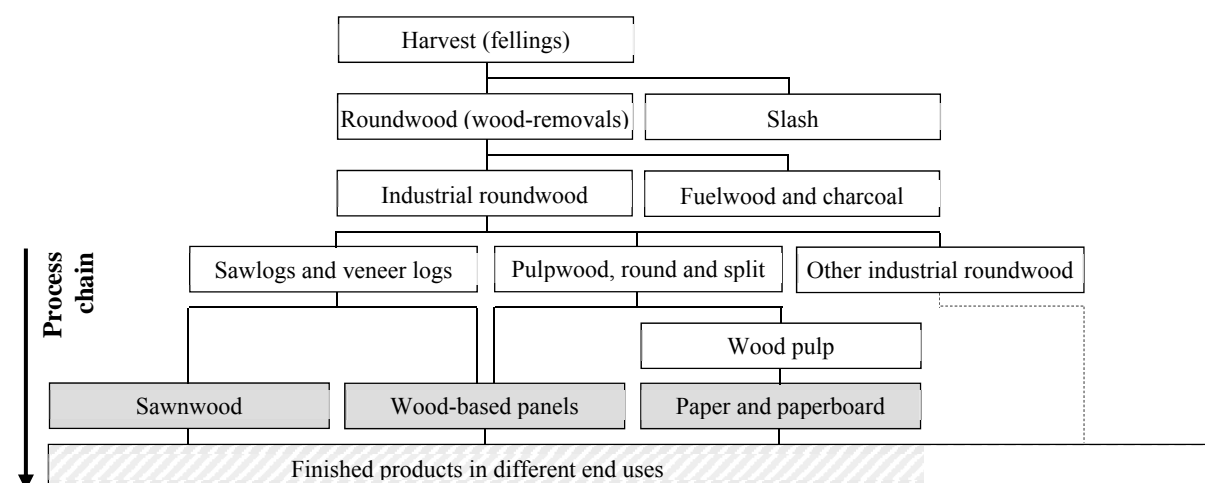 Harvest (fellings)
Roundwood (wood-removals)
Slash
Industrial roundwood
Fuelwood and charcoal
Process
chain
Sawlogs and veneer logs
Pulpwood, round and split
Other industrial roundwood
Wood pulp
Sawnwood
Wood-based panels
Paper and paperboard
Finished products in different end uses